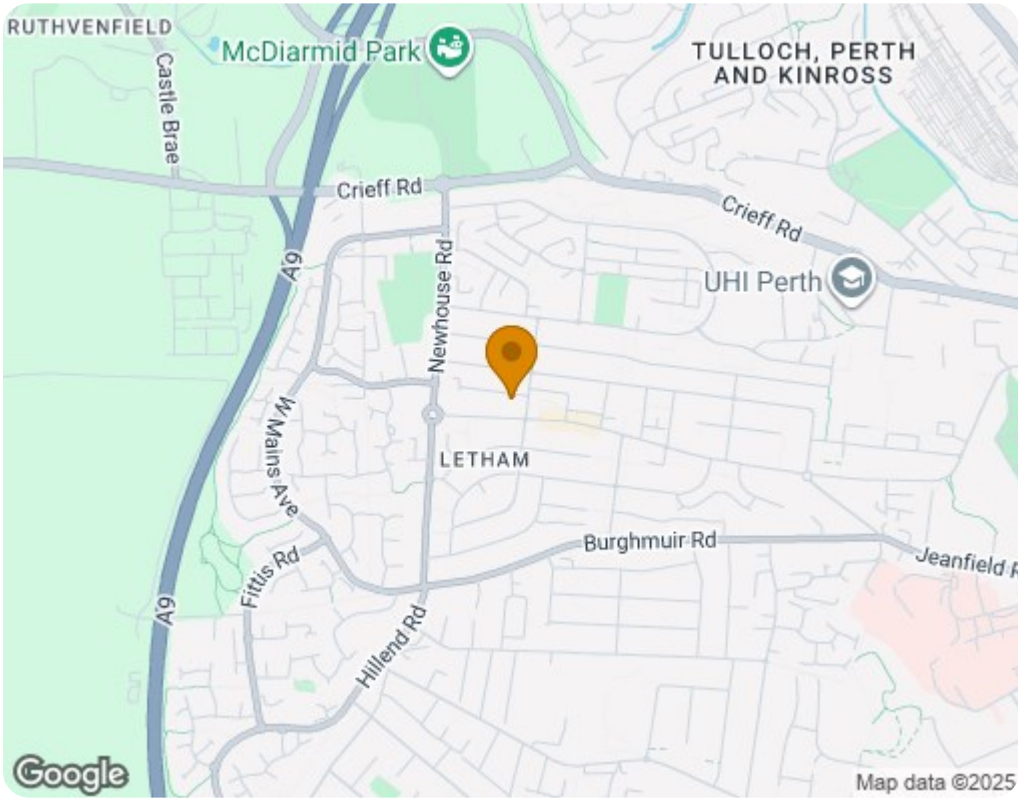 RUTHVENFIELD
McDiarmid Park
TULLOCH, PERTH
AND KINROSS
Castle Brae
Crieff Rd
Crieff Rd
A9
Newhouse Rd
UHI Perth
W Mains Ave
LETHAM
Burghmuir Rd
Jeanfield R
Fittis Rd
A9
Hillend Rd
Google
Map data ©2025